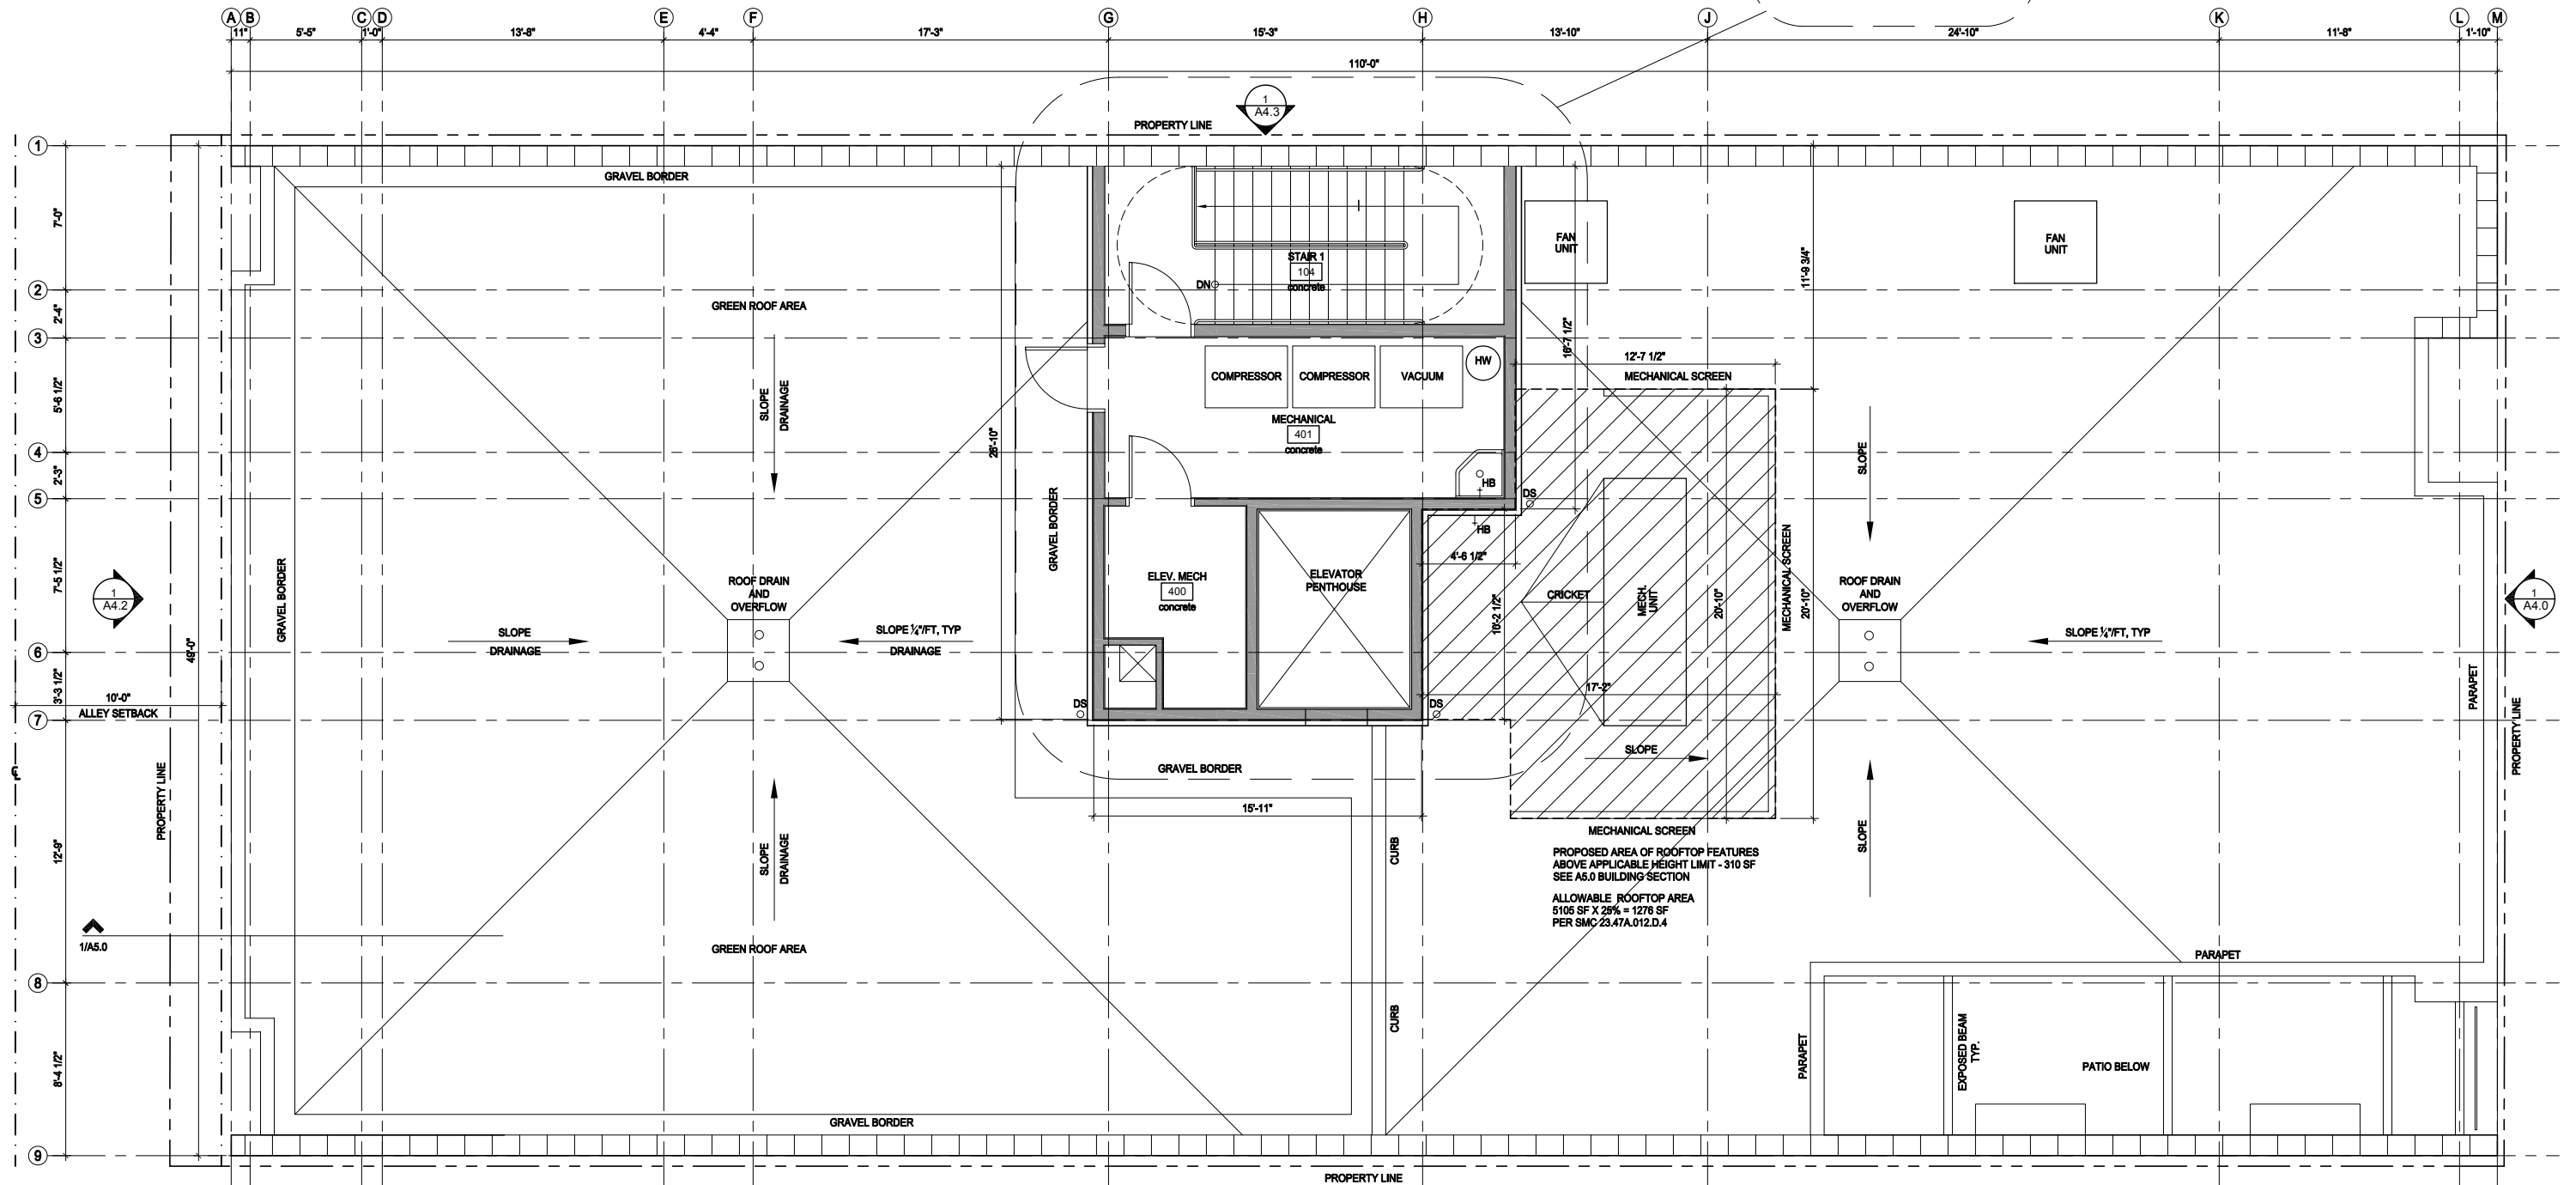 A B C D E F G H J K L M
11" 5'-5" 1'-0" 13'-8" 4'-4" 17'-3" 15'-3" 13'-10" 24'-10" 11'-8" 1'-10"
110'-0"
1
A4.3
PROPERTY LINE
1
GRAVEL BORDER
7'-0"
FAN
UNIT
FAN
UNIT
STAIR 1
104
concrete
DN
11'-9 3/4"
2
GREEN ROOF AREA
2'-4"
3
16'-7 1/2"
12'-7 1/2"
MECHANICAL SCREEN
COMPRESSOR
COMPRESSOR
VACUUM
HW
5'-6 1/2"
SLOPE
DRAINAGE
MECHANICAL
401
concrete
26'-10"
4
SLOPE
2'-3"
HB
DS
5
HB
GRAVEL BORDER
4'-6 1/2"
MECHANICAL SCREEN
7'-5 1/2"
GRAVEL BORDER
ROOF DRAIN
AND
OVERFLOW
ELEV. MECH
400
concrete
ELEVATOR
PENTHOUSE
CRICKET
MECH.
UNIT
20'-10"
20'-10"
10'-2 1/2"
ROOF DRAIN
AND
OVERFLOW
1
A4.2
1
A4.0
49'-0"
SLOPE
DRAINAGE
SLOPE ¼"/FT, TYP
DRAINAGE
SLOPE ¼"/FT, TYP
6
3'-3 1/2"
10'-0"
ALLEY SETBACK
17'-2"
PARAPET
PROPERTY LINE
DS
DS
7
SLOPE
GRAVEL BORDER
15'-11"
PROPERTY LINE
12'-9"
SLOPE
DRAINAGE
CURB
MECHANICAL SCREEN
SLOPE
PROPOSED AREA OF ROOFTOP FEATURES
ABOVE APPLICABLE HEIGHT LIMIT - 310 SF
SEE A5.0 BUILDING SECTION
ALLOWABLE ROOFTOP AREA
5105 SF X 25% = 1276 SF
PER SMC 23.47A.012.D.4
1/A5.0
GREEN ROOF AREA
PARAPET
8
CURB
8'-4 1/2"
PARAPET
EXPOSED BEAM
TYP.
PATIO BELOW
GRAVEL BORDER
9
PROPERTY LINE